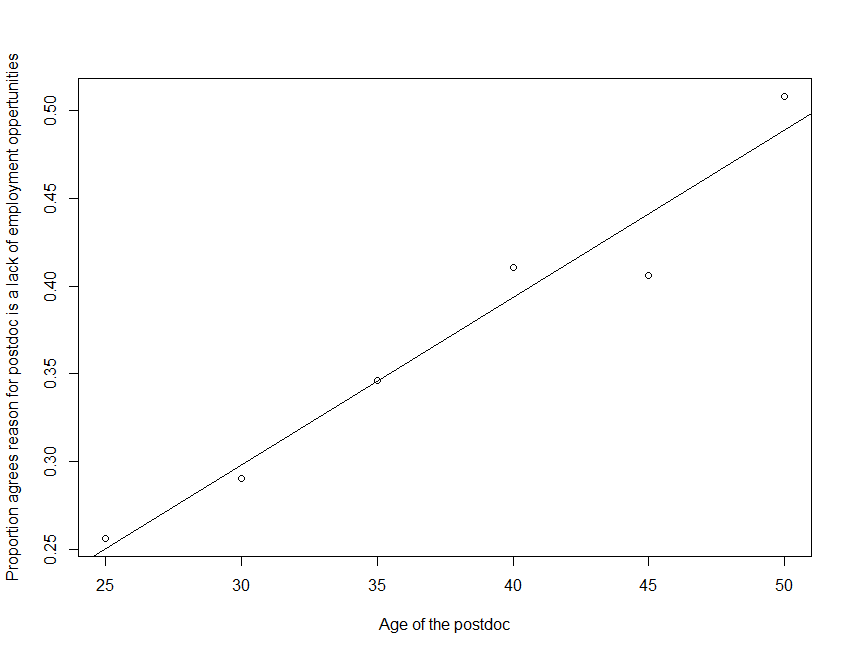 Proportion agrees reason for postdoc is a lack of employment oppertunities
0.50
0.45
0.40
0.35
0.30
0.25
25 30 35 40 45 50
Age of the postdoc